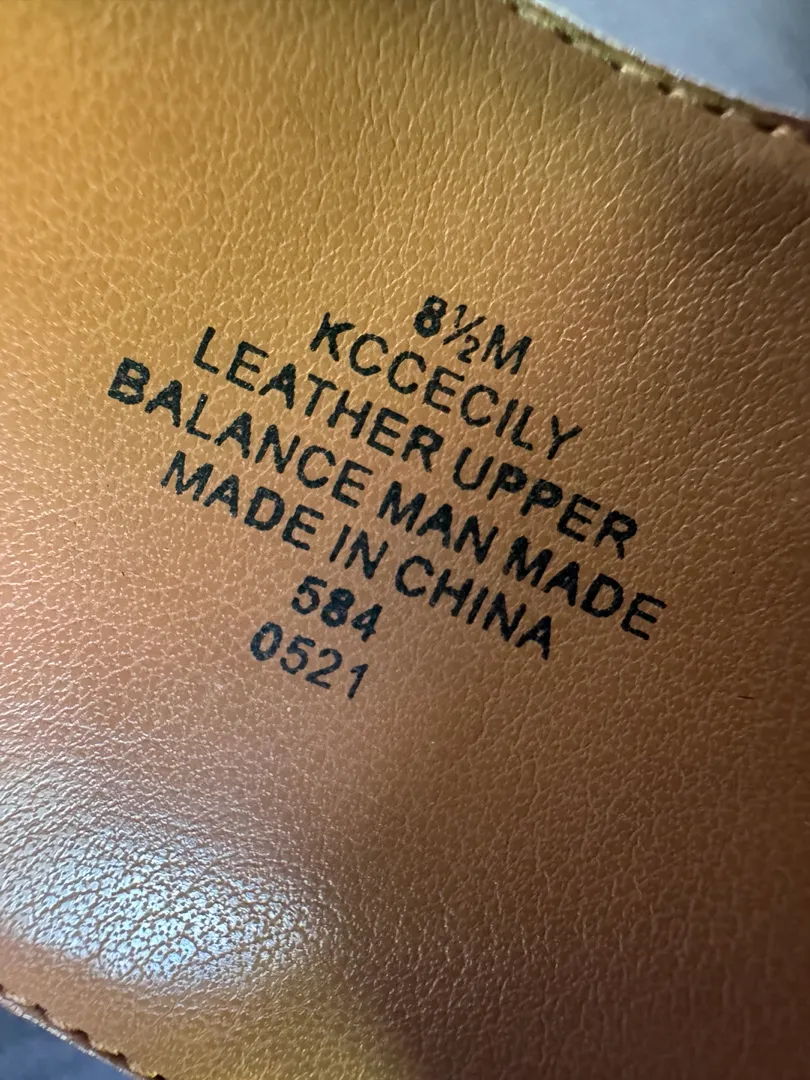 8½M
KCCECILY
LEATHER UPPER
BALANCE MAN MADE
MADE IN CHINA
584
0521